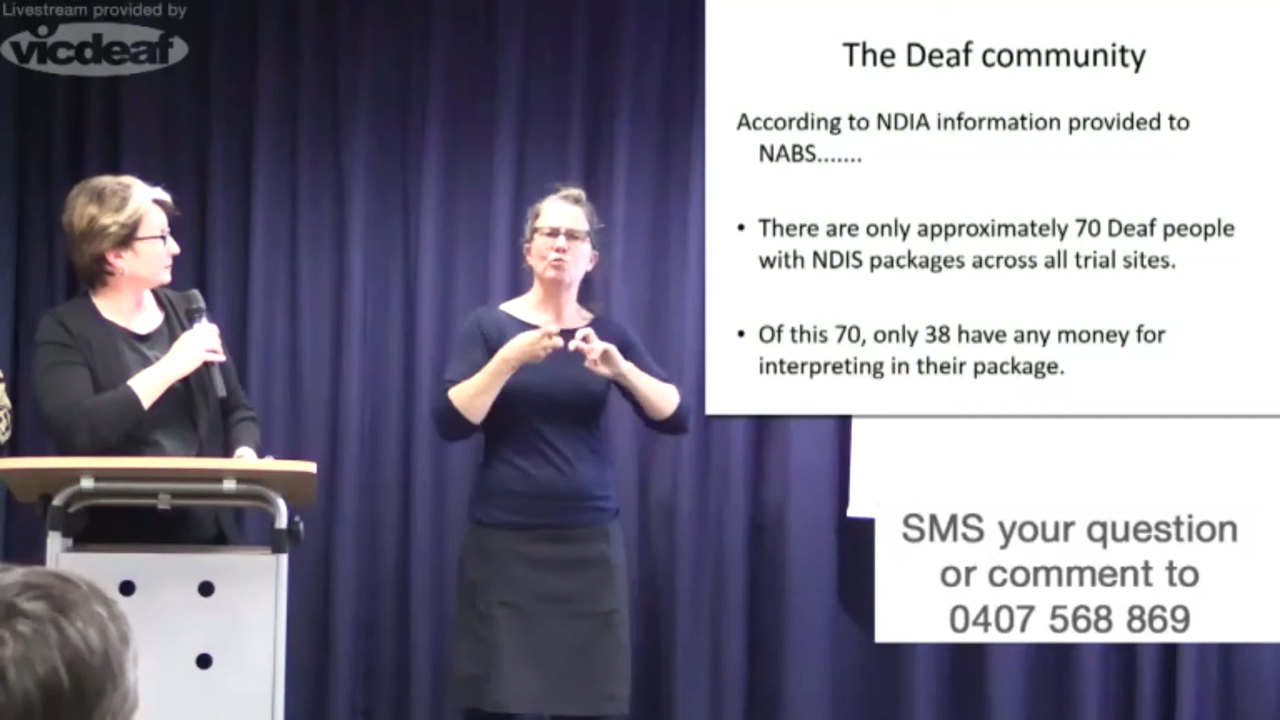 Livestream provided by
vicdeaf
The Deaf community
According to NDIA information provided to
NABS.......
• There are only approximately 70 Deaf people
with NDIS packages across all trial sites.
• Of this 70, only 38 have any money for
interpreting in their package.
SMS your question
or comment to
0407 568 869